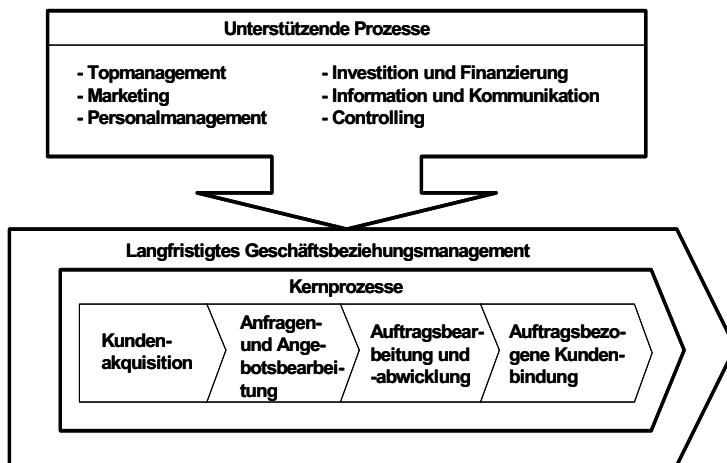 Unterstützende Prozesse
- Topmanagement
- Marketing
- Personalmanagement
- Investition und Finanzierung
- Information und Kommunikation
- Controlling
Langfristigtes Geschäftsbeziehungsmanagement
Kernprozesse
Kunden-
akquisition
Anfragen-
und Ange-
botsbearbei-
tung
Auftragsbear-
beitung und
-abwicklung
Auftragsbezo-
gene Kunden-
bindung